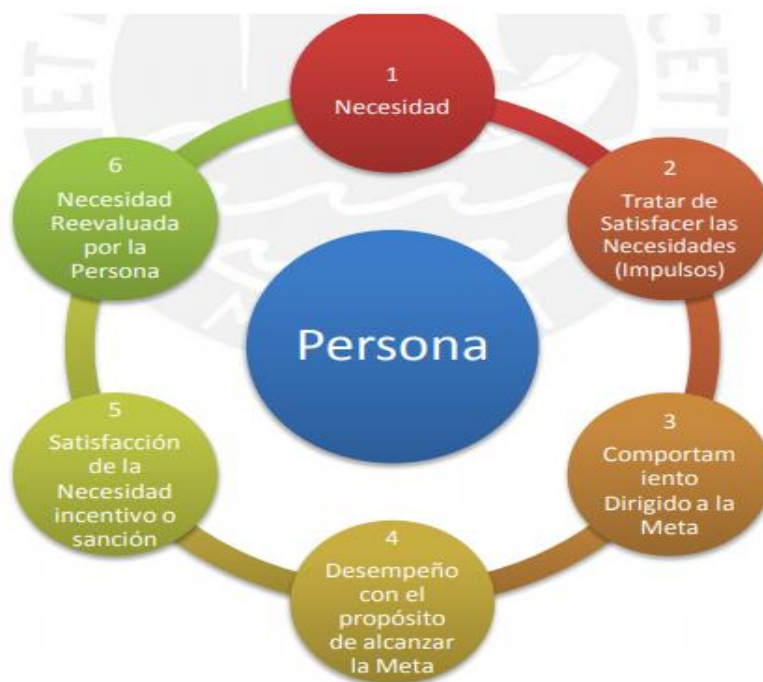 1
Necesidad
2
Tratar de
Satisfacer las
Necesidades
(Impulsos)
3
Comportam
iento
Dirigido a la
Meta
4
Desempeño
con el
propósito
de alcanzar
la Meta
5
Satisfacción
de la
Necesidad
incentivo o
sanción
6
Necesidad
Reevaluada
por la
Persona
Persona